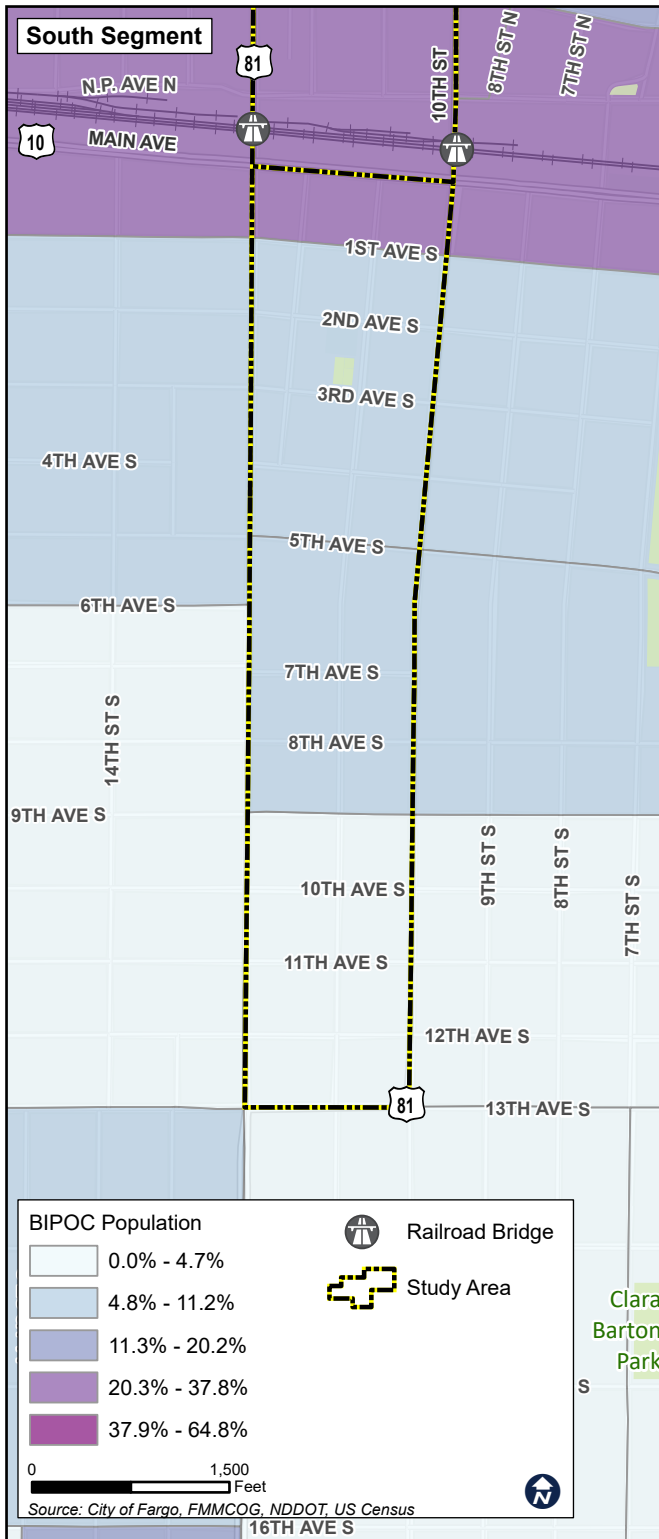 South Segment
81
10TH ST
8TH ST N
7TH ST N
N.P. AVE N
10
MAIN AVE
1ST AVE S
2ND AVE S
3RD AVE S
4TH AVE S
5TH AVE S
6TH AVE S
7TH AVE S
14TH ST S
8TH AVE S
9TH AVE S
9TH ST S
8TH ST S
7TH ST S
10TH AVE S
11TH AVE S
12TH AVE S
81
13TH AVE S
BIPOC Population
0.0% - 4.7%
4.8% - 11.2%
11.3% - 20.2%
20.3% - 37.8%
37.9% - 64.8%
Railroad Bridge
Study Area
Clara
Barton
Park
S
0 1,500
Feet
N
Source: City of Fargo, FMMCOG, NDDOT, US Census
16TH AVE S